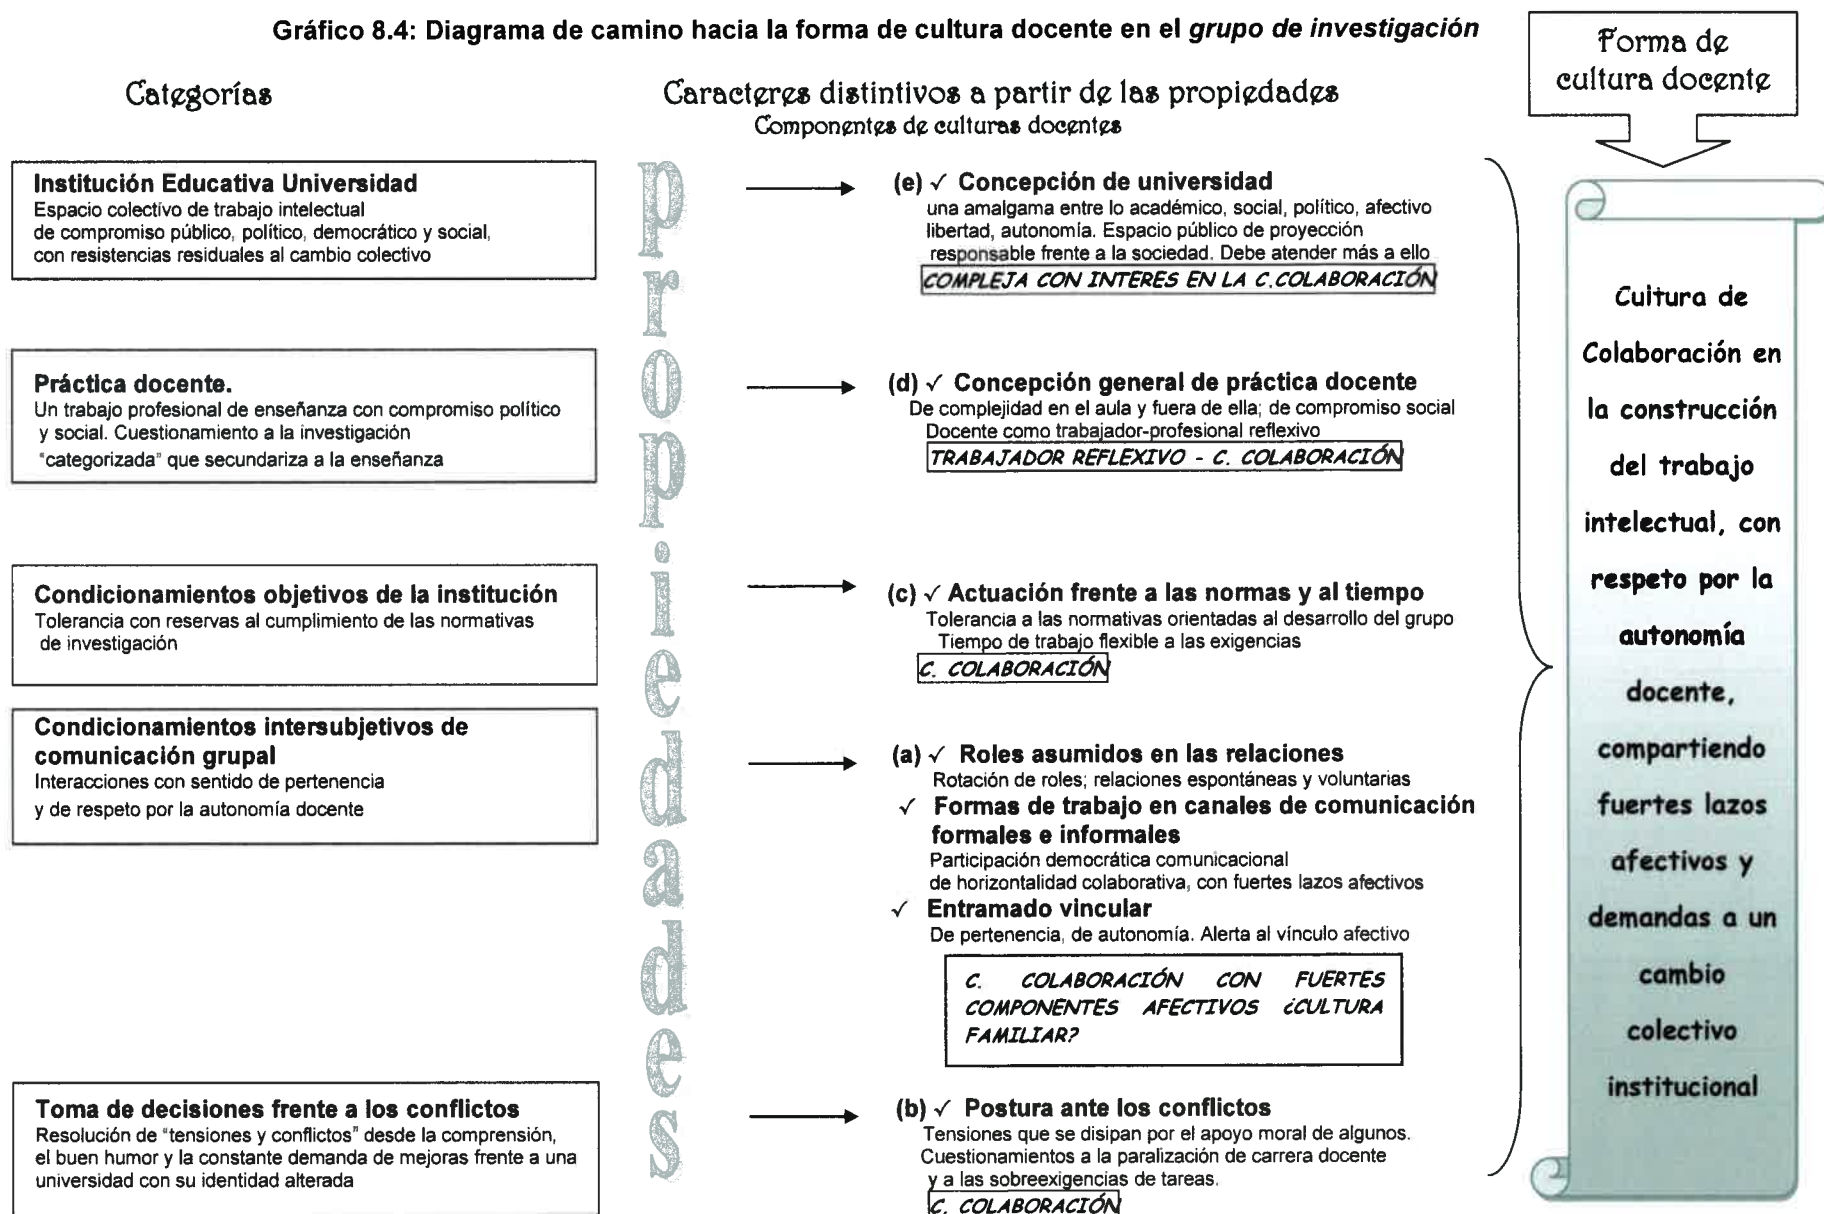 Gráfico 8.4: Diagrama de camino hacia la forma de cultura docente en el grupo de investigación
Categorías
Caracteres distintivos a partir de las propiedades
Componentes de culturas docentes
Forma de
cultura docente
Institución Educativa Universidad
Espacio colectivo de trabajo intelectual
de compromiso público, político, democrático y social,
con resistencias residuales al cambio colectivo
Práctica docente.
Un trabajo profesional de enseñanza con compromiso político
y social. Cuestionamiento a la investigación
"categorizada" que secundariza a la enseñanza
Condicionamientos objetivos de la institución
Tolerancia con reservas al cumplimiento de las normativas
de investigación
Condicionamientos intersubjetivos de
comunicación grupal
Interacciones con sentido de pertenencia
y de respeto por la autonomía docente
Toma de decisiones frente a los conflictos
Resolución de "tensiones y conflictos" desde la comprensión,
el buen humor y la constante demanda de mejoras frente a una
universidad con su identidad alterada
propiedades
(e) ✓ Concepción de universidad
una amalgama entre lo académico, social, político, afectivo
libertad, autonomía. Espacio público de proyección
responsable frente a la sociedad. Debe atender más a ello
COMPLEJA CON INTERES EN LA C.COLABORACIÓN
(d) ✓ Concepción general de práctica docente
De complejidad en el aula y fuera de ella; de compromiso social
Docente como trabajador-profesional reflexivo
TRABAJADOR REFLEXIVO - C. COLABORACIÓN
(c) ✓ Actuación frente a las normas y al tiempo
Tolerancia a las normativas orientadas al desarrollo del grupo
Tiempo de trabajo flexible a las exigencias
C. COLABORACIÓN
(a) ✓ Roles asumidos en las relaciones
Rotación de roles; relaciones espontáneas y voluntarias
✓ Formas de trabajo en canales de comunicación
formales e informales
Participación democrática comunicacional
de horizontalidad colaborativa, con fuertes lazos afectivos
✓ Entramado vincular
De pertenencia, de autonomía. Alerta al vínculo afectivo
C. COLABORACIÓN CON FUERTES
COMPONENTES AFECTIVOS ¿CULTURA
FAMILIAR?
(b) ✓ Postura ante los conflictos
Tensiones que se disipan por el apoyo moral de algunos.
Cuestionamientos a la paralización de carrera docente
y a las sobreexigencias de tareas.
C. COLABORACIÓN
Cultura de
Colaboración en
la construcción
del trabajo
intelectual, con
respeto por la
autonomía
docente,
compartiendo
fuertes lazos
afectivos y
demandas a un
cambio
colectivo
institucional